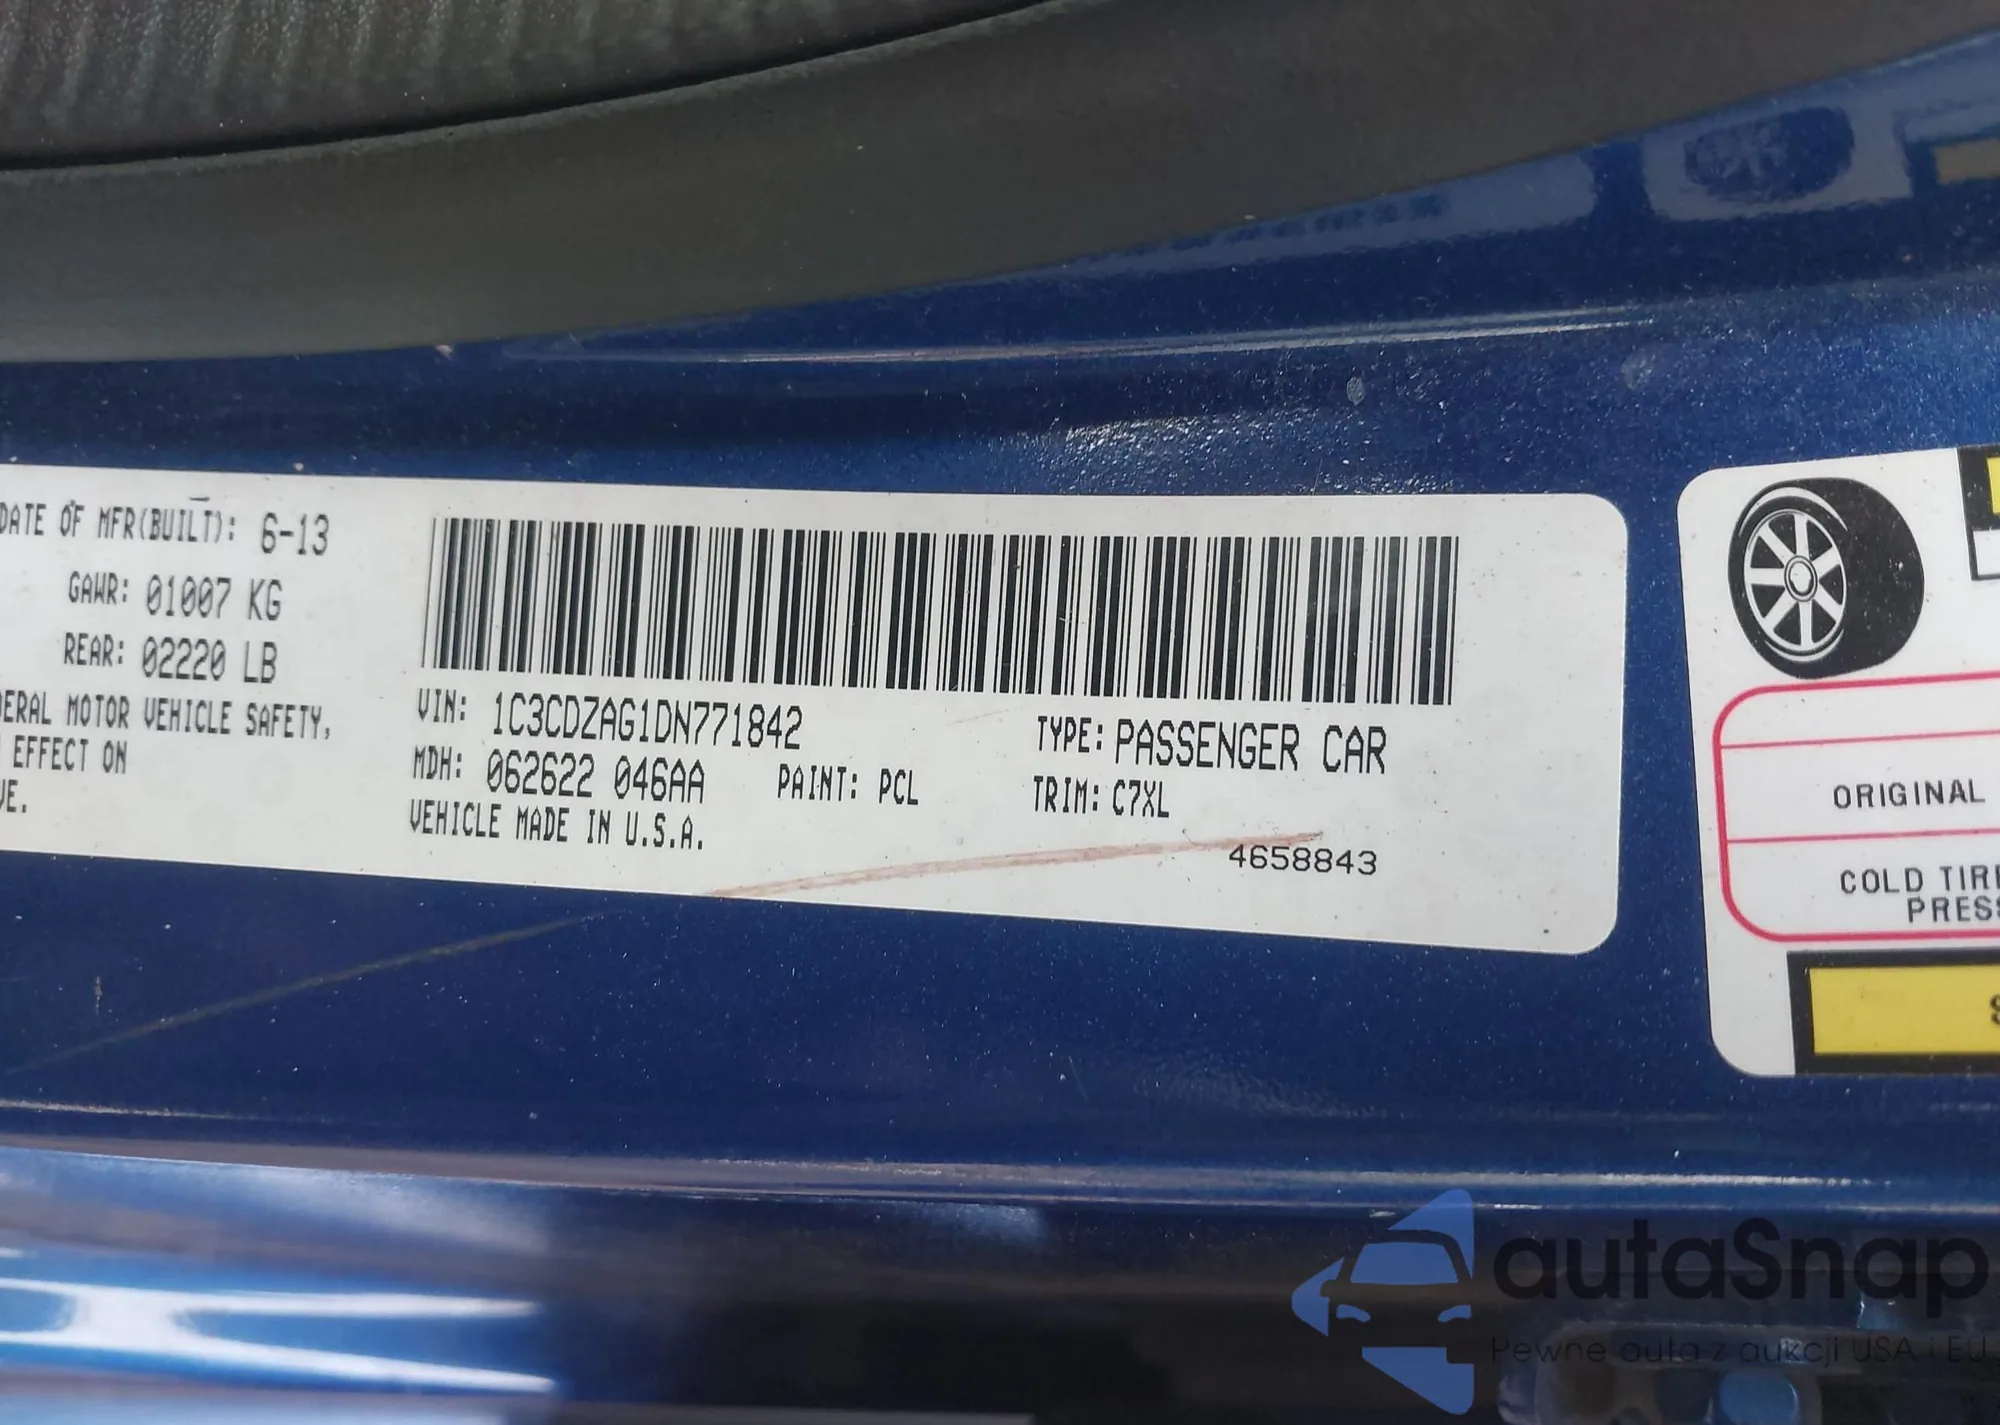 DATE OF MFR(BUILT): 6-13
GAWR: 01007 KG
REAR: 02220 LB
MOTOR VEHICLE SAFETY,
EFFECT ON
VIN: 1C3CDZAG1DN771842
TYPE: PASSENGER CAR
MDH: 062622 046AA
PAINT: PCL
TRIM: C7XL
VEHICLE MADE IN U.S.A.
4658843
ORIGINAL
COLD TIRE
PRESS
autaSnap
Pewne auta z aukcji USA i EU